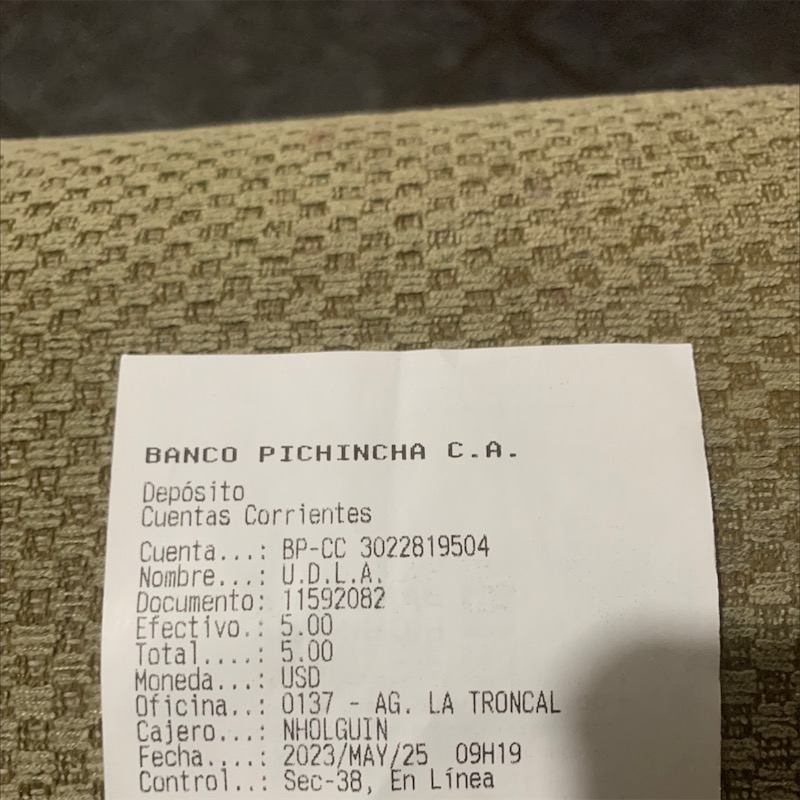 BANCO PICHINCHA C.A.
Depósito
Cuentas Corrientes
Cuenta...: BP-CC 3022819504
Nombre...: U.D.L.A.
Documento: 11592082
Efectivo.: 5.00
Total....: 5.00
Moneda...: USD
Oficina..: 0137 - AG. LA TRONCAL
Cajero...: NHOLGUIN
Fecha....: 2023/MAY/25 09H19
Control..: Sec-38, En Línea